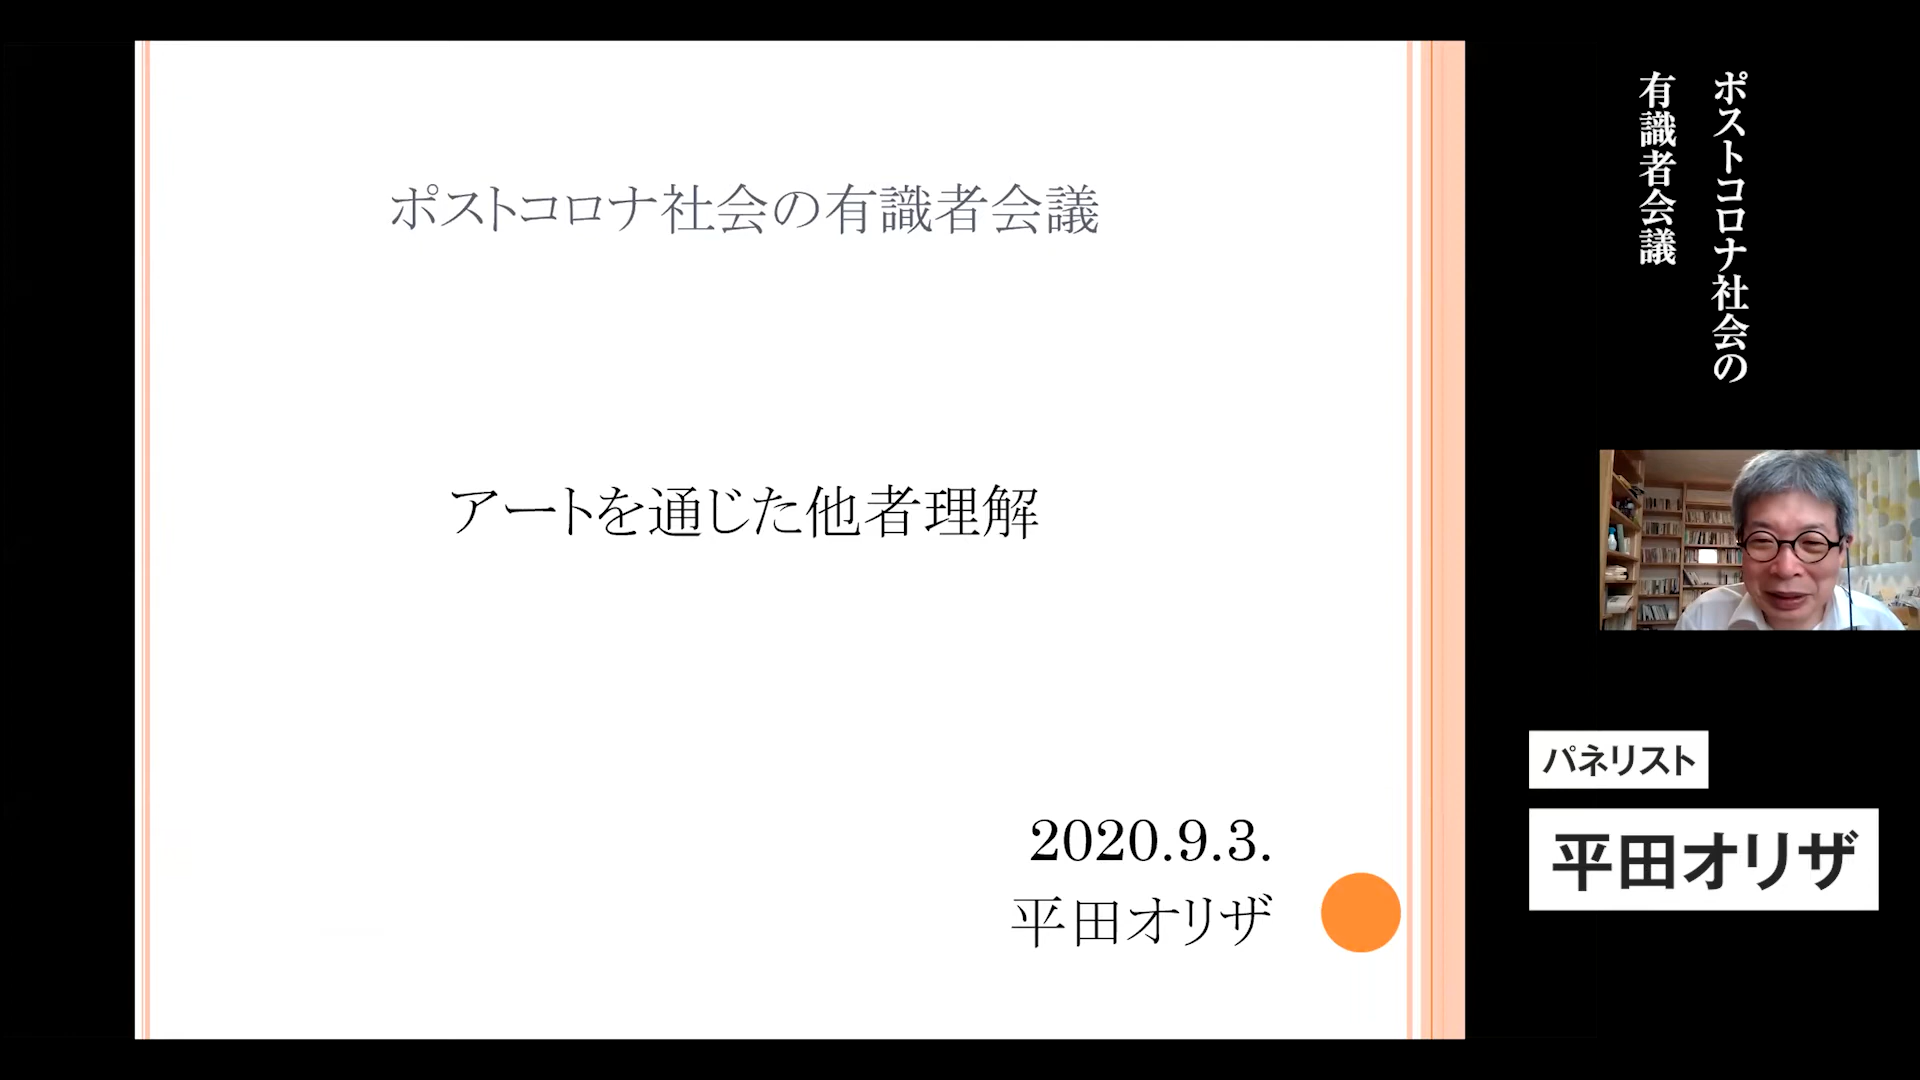 ポストコロナ社会の有識者会議
アートを通じた他者理解
2020.9.3.
平田オリザ
ポストコロナ社会の
有識者会議
パネリスト
平田オリザ